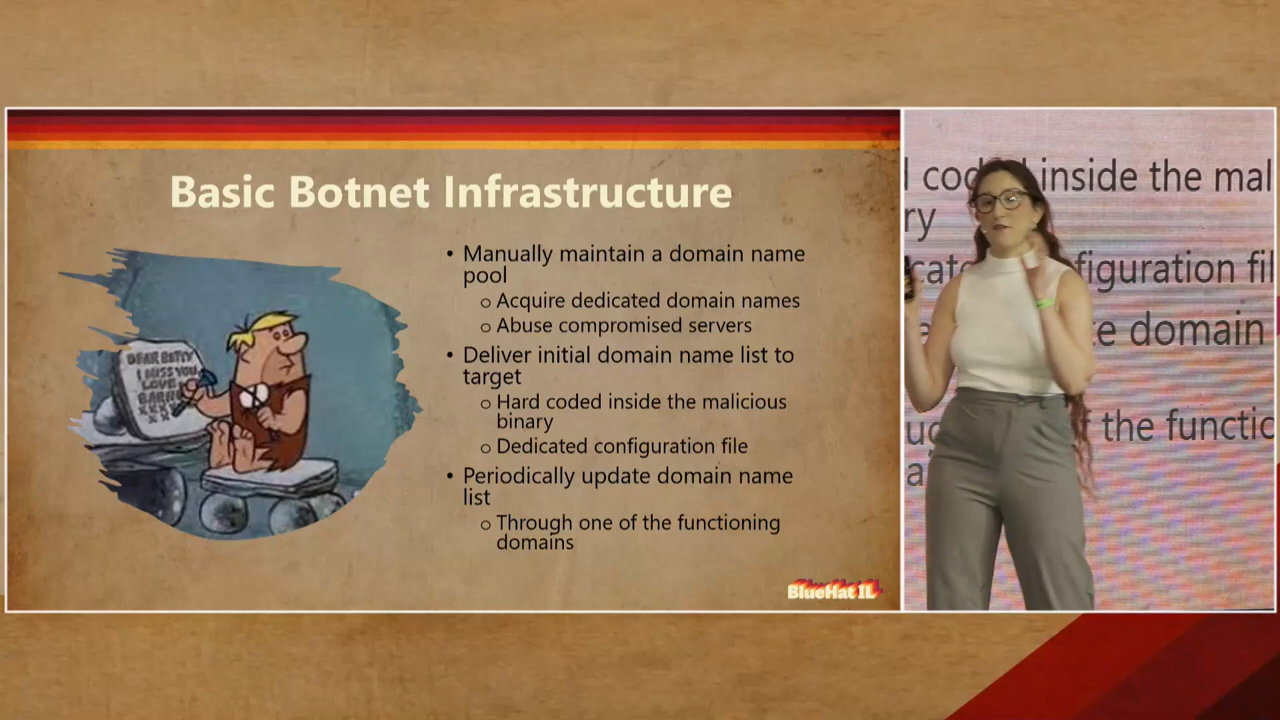 Basic Botnet Infrastructure
• Manually maintain a domain name
pool
o Acquire dedicated domain names
o Abuse compromised servers
• Deliver initial domain name list to
target
o Hard coded inside the malicious
binary
o Dedicated configuration file
• Periodically update domain name
list
o Through one of the functioning
domains
DEAR BETTY
I MISS YOU
LOVE
BARNEY
XXXX
BlueHat IL
inside the mal
ry
figuration fil
e domain
f the functio